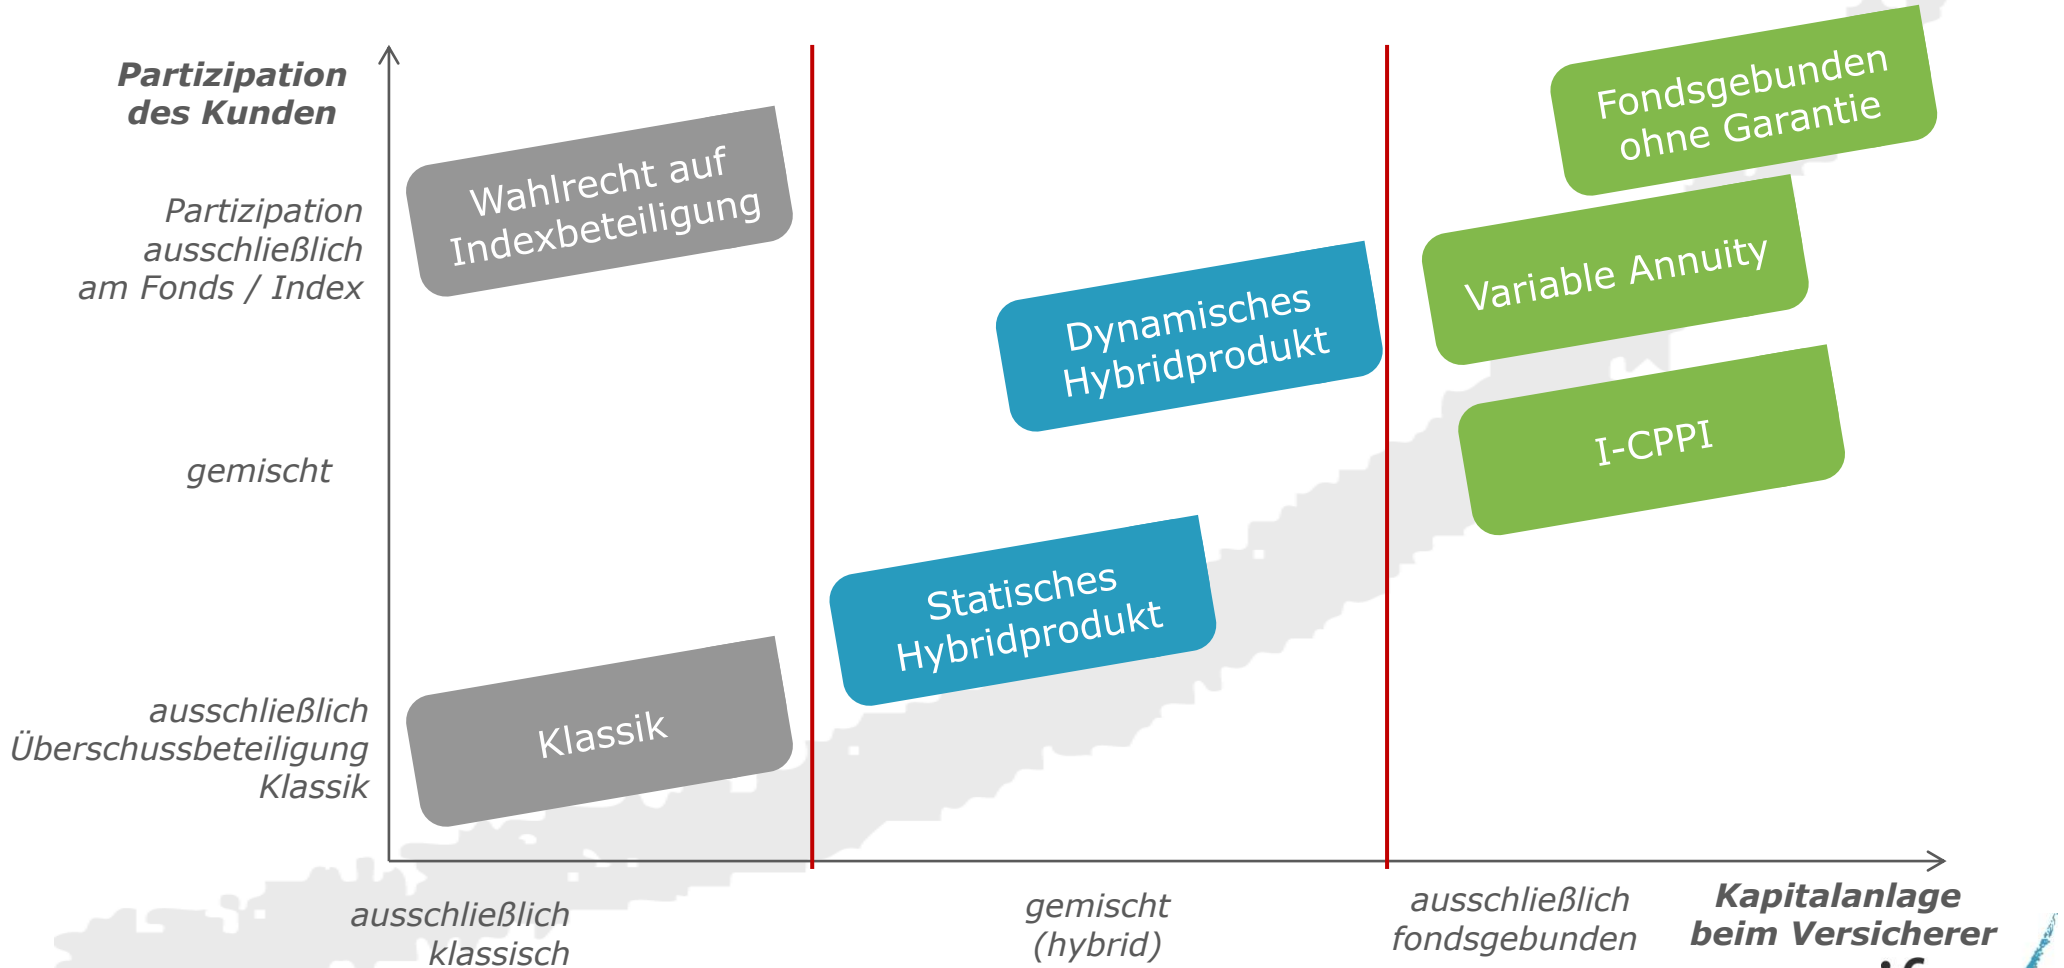 Partizipation
des Kunden
Fondsgebunden
ohne Garantie
Wahlrecht auf
Indexbeteiligung
Partizipation
ausschließlich
am Fonds / Index
Variable Annuity
Dynamisches
Hybridprodukt
I-CPPI
gemischt
Statisches
Hybridprodukt
ausschließlich
Überschussbeteiligung
Klassik
Klassik
ausschließlich
klassisch
gemischt
(hybrid)
ausschließlich
fondsgebunden
Kapitalanlage
beim Versicherer